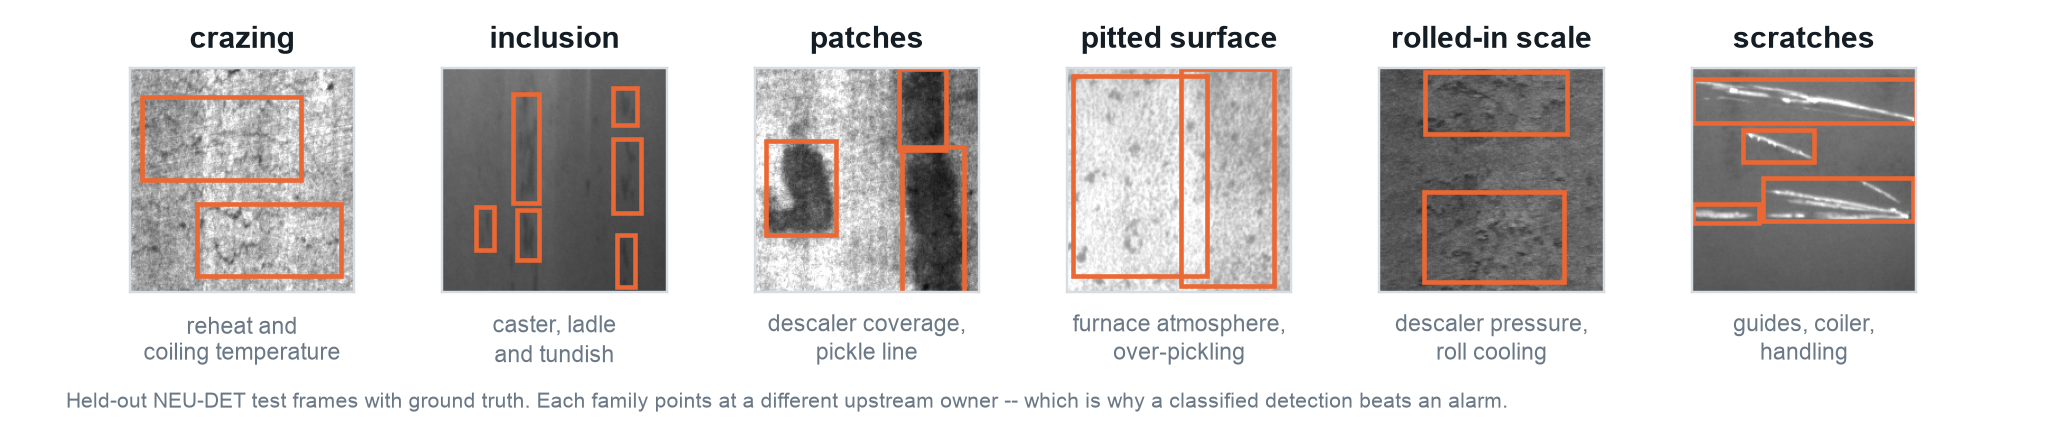 crazing
inclusion
patches
pitted surface
rolled-in scale
scratches
reheat and
coiling temperature
caster, ladle
and tundish
descaler coverage,
pickle line
furnace atmosphere,
over-pickling
descaler pressure,
roll cooling
guides, coiler,
handling
Held-out NEU-DET test frames with ground truth. Each family points at a different upstream owner -- which is why a classified detection beats an alarm.